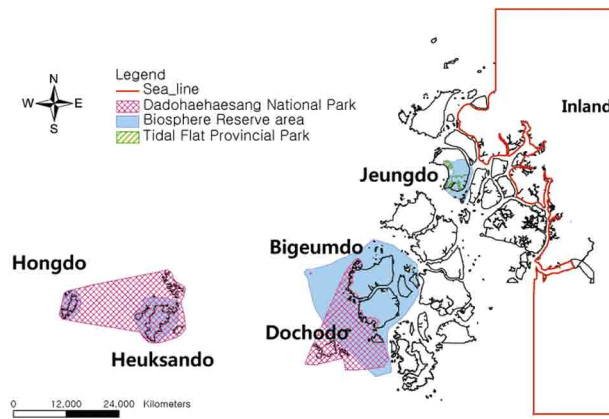 N
W E
S
Legend
Sea_line
Dadohaehaesang National Park
Biosphere Reserve area
Tidal Flat Provincial Park
Inland
Jeungdo
Bigeumdo
Hongdo
Dochodo
Heuksando
0 12,000 24,000 Kilometers